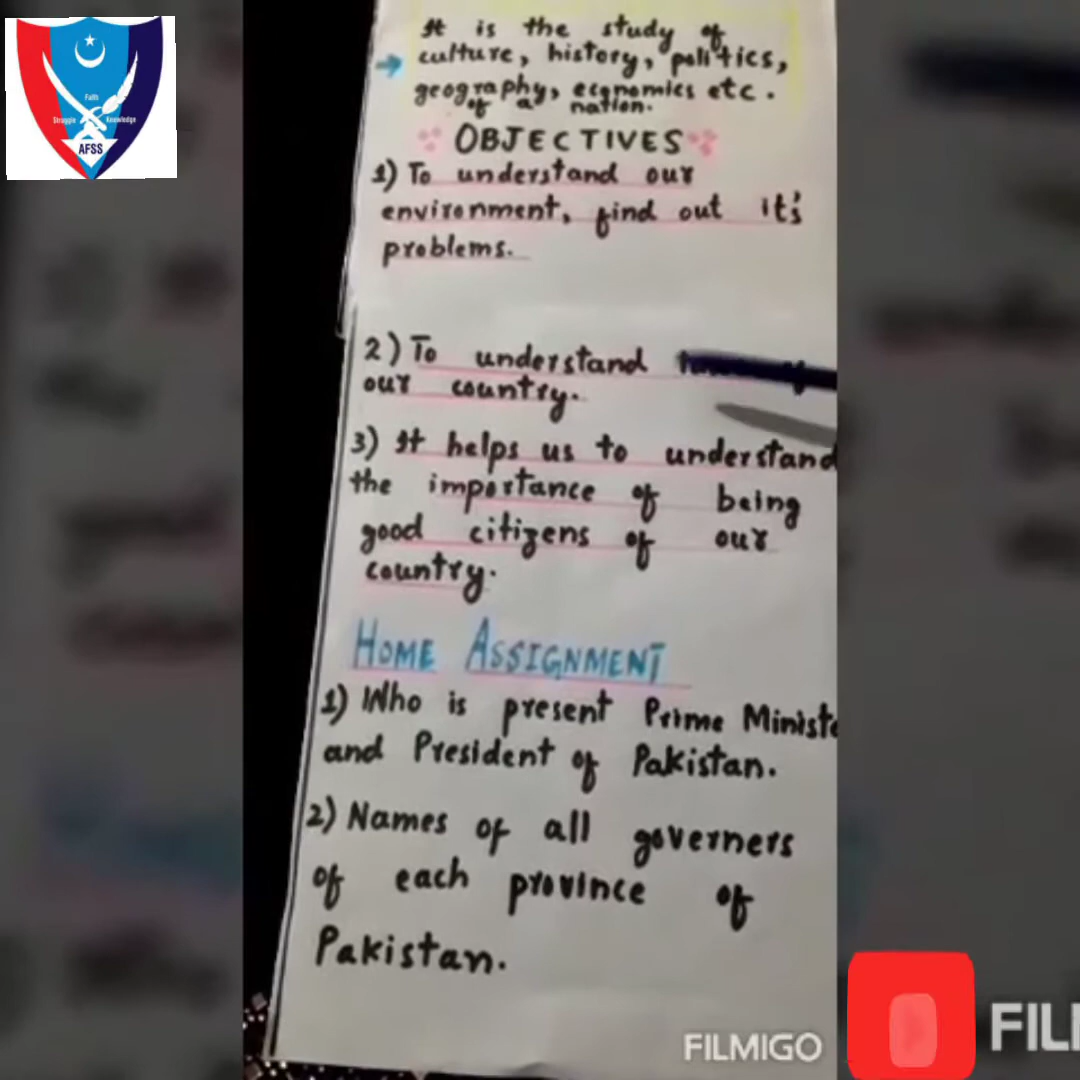 Faith
Struggle Knowledge
AFSS
It is the study of
culture, history, politics,
geography, economics etc.
of a nation.
OBJECTIVES
1) To understand our
environment, find out it's
problems.
2) To understand
our country.
3) It helps us to understand
the importance of being
good citizens of our
country.
HOME ASSIGNMENT
1) Who is present Prime Ministe
and President of Pakistan.
2) Names of all governers
of each province of
Pakistan.
FILMIGO
FIL